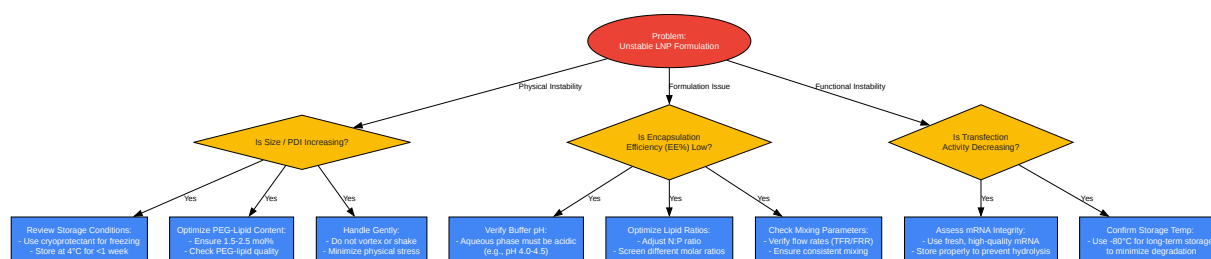 Problem:
Unstable LNP Formulation
Physical Instability
Formulation Issue
Functional Instability
Is Size / PDI Increasing?
Is Encapsulation
Efficiency (EE%) Low?
Is Transfection
Activity Decreasing?
Yes
Yes
Yes
Yes
Yes
Yes
Yes
Yes
Review Storage Conditions:
- Use cryoprotectant for freezing
- Store at 4°C for <1 week
Optimize PEG-Lipid Content:
- Ensure 1.5-2.5 mol%
- Check PEG-lipid quality
Handle Gently:
- Do not vortex or shake
- Minimize physical stress
Verify Buffer pH:
- Aqueous phase must be acidic
(e.g., pH 4.0-4.5)
Optimize Lipid Ratios:
- Adjust N:P ratio
- Screen different molar ratios
Check Mixing Parameters:
- Verify flow rates (TFR/FRR)
- Ensure consistent mixing
Assess mRNA Integrity:
- Use fresh, high-quality mRNA
- Store properly to prevent hydrolysis
Confirm Storage Temp:
- Use -80°C for long-term storage
to minimize degradation